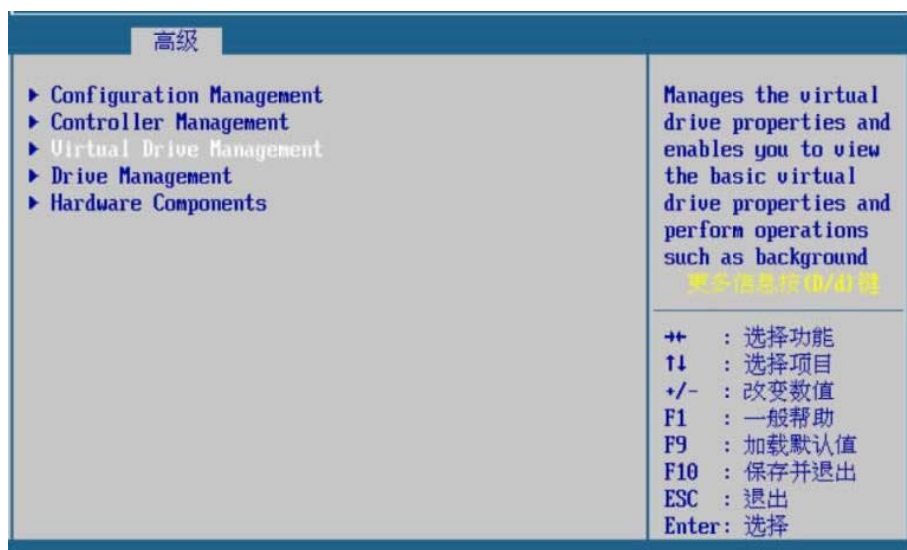 高级
▶ Configuration Management
▶ Controller Management
▶ Virtual Drive Management
▶ Drive Management
▶ Hardware Components
Manages the virtual
drive properties and
enables you to view
the basic virtual
drive properties and
perform operations
such as background
更多信息按(D/d)键
→← : 选择功能
↑↓ : 选择项目
+/- : 改变数值
F1 : 一般帮助
F9 : 加载默认值
F10 : 保存并退出
ESC : 退出
Enter: 选择